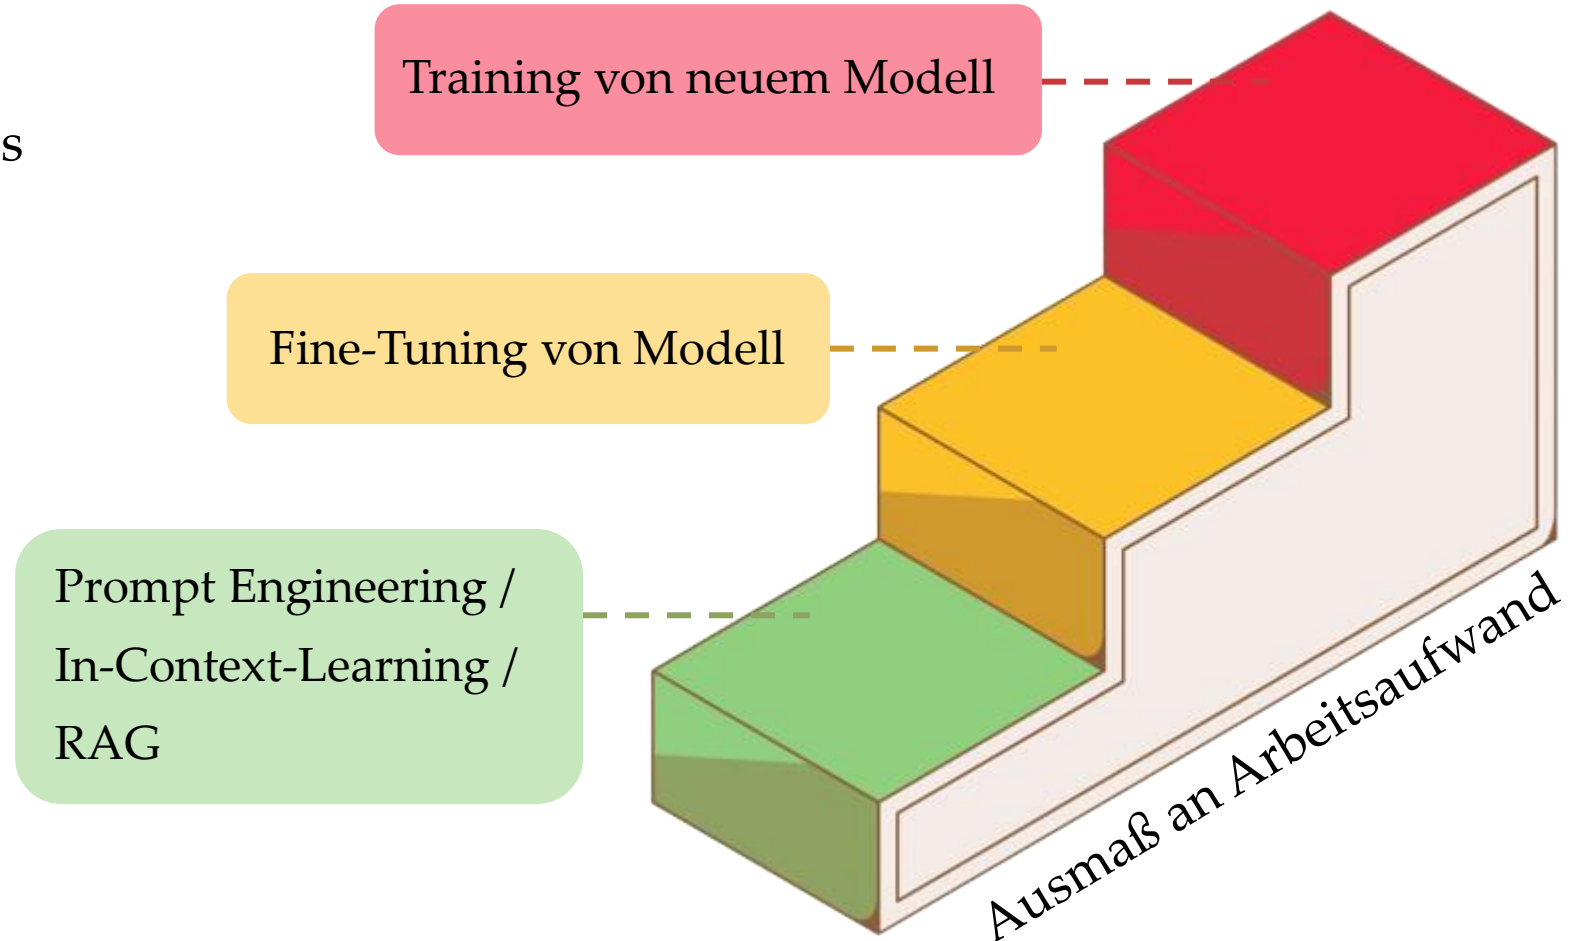 s
Training von neuem Modell
Fine-Tuning von Modell
Prompt Engineering /
In-Context-Learning /
RAG
Ausmaß an Arbeitsaufwand